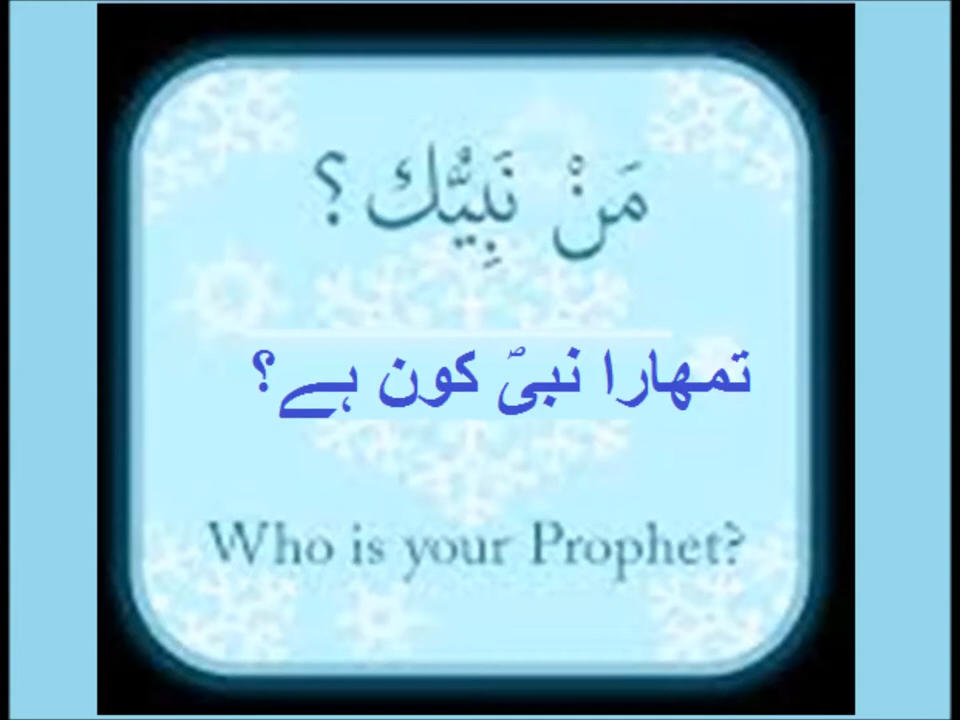 مَنْ نَبِيُّك؟
تمھارا نبیؐ کون ہے؟
Who is your Prophet?